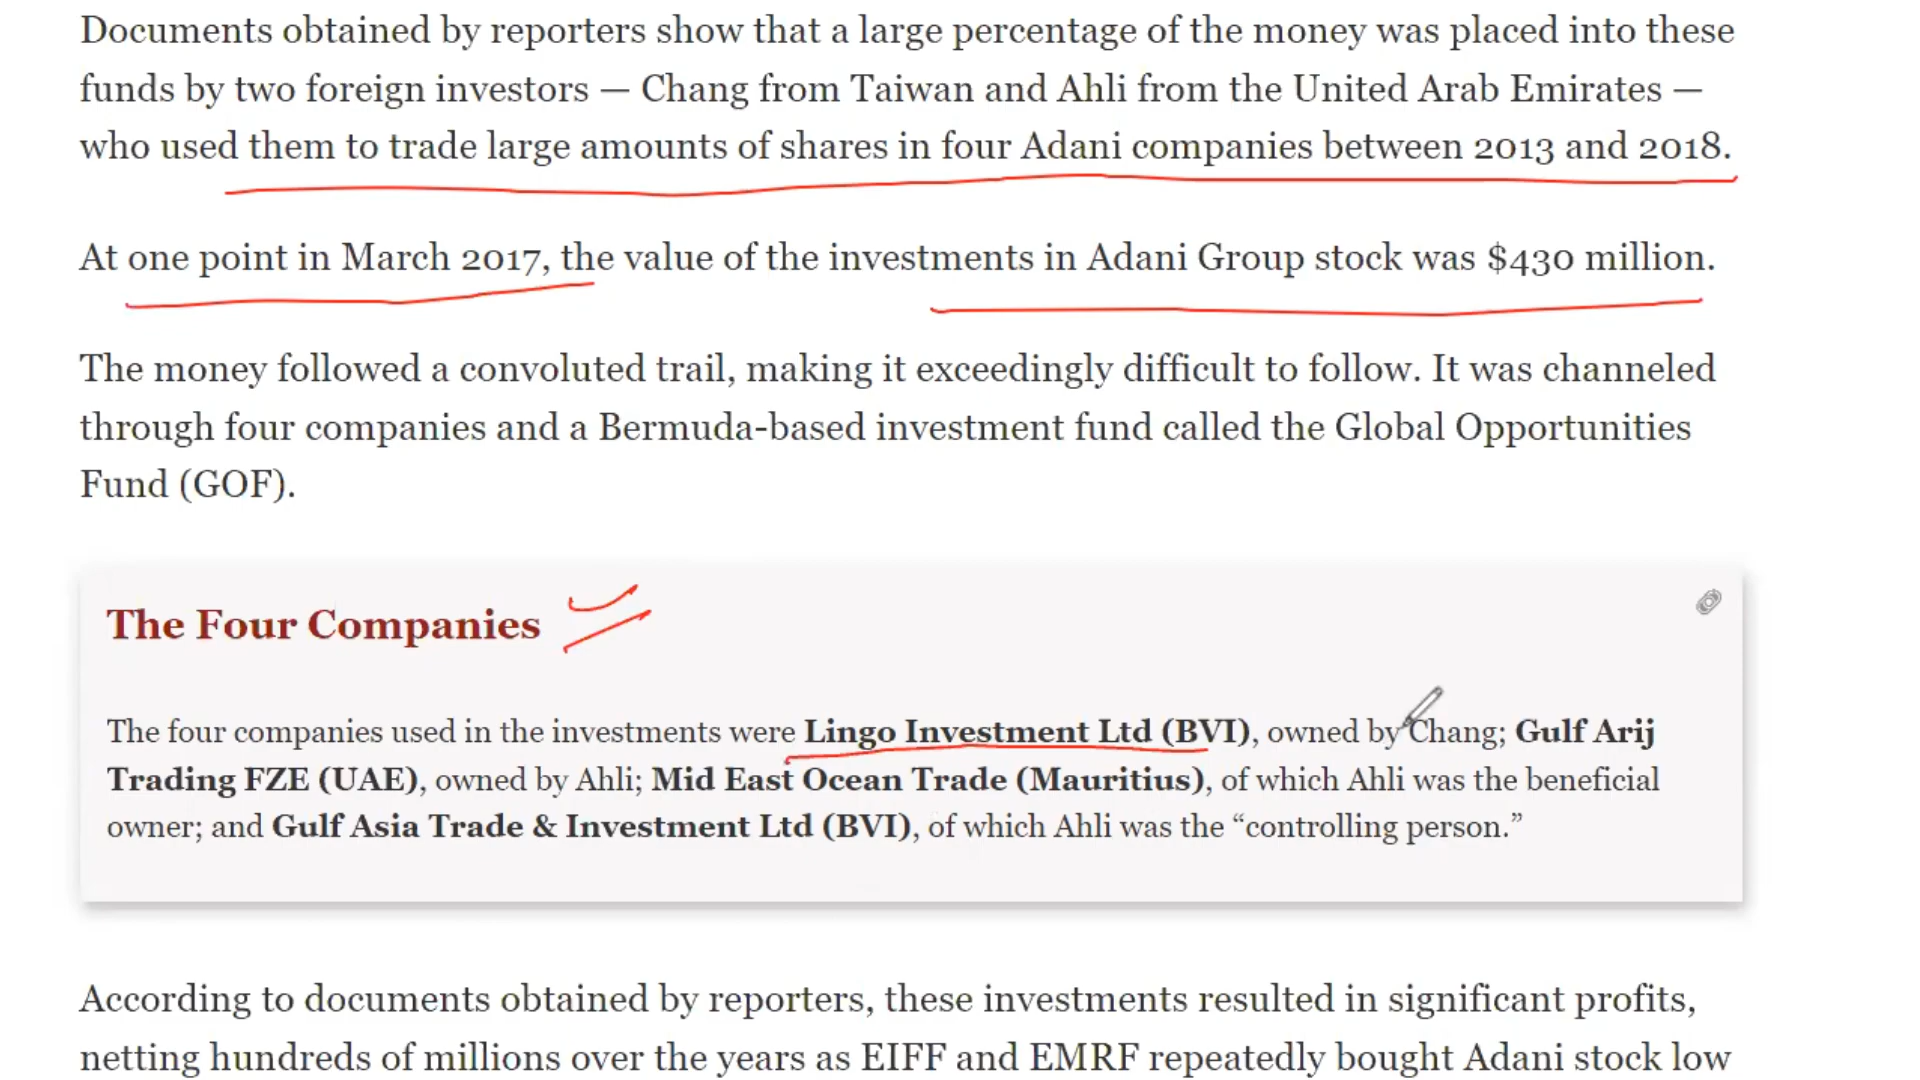 Documents obtained by reporters show that a large percentage of the money was placed into these
funds by two foreign investors — Chang from Taiwan and Ahli from the United Arab Emirates —
who used them to trade large amounts of shares in four Adani companies between 2013 and 2018.
At one point in March 2017, the value of the investments in Adani Group stock was $430 million.
The money followed a convoluted trail, making it exceedingly difficult to follow. It was channeled
through four companies and a Bermuda-based investment fund called the Global Opportunities
Fund (GOF).
The Four Companies
The four companies used in the investments were Lingo Investment Ltd (BVI), owned by Chang; Gulf Arij
Trading FZE (UAE), owned by Ahli; Mid East Ocean Trade (Mauritius), of which Ahli was the beneficial
owner; and Gulf Asia Trade & Investment Ltd (BVI), of which Ahli was the “controlling person.”
According to documents obtained by reporters, these investments resulted in significant profits,
netting hundreds of millions over the years as EIFF and EMRF repeatedly bought Adani stock low